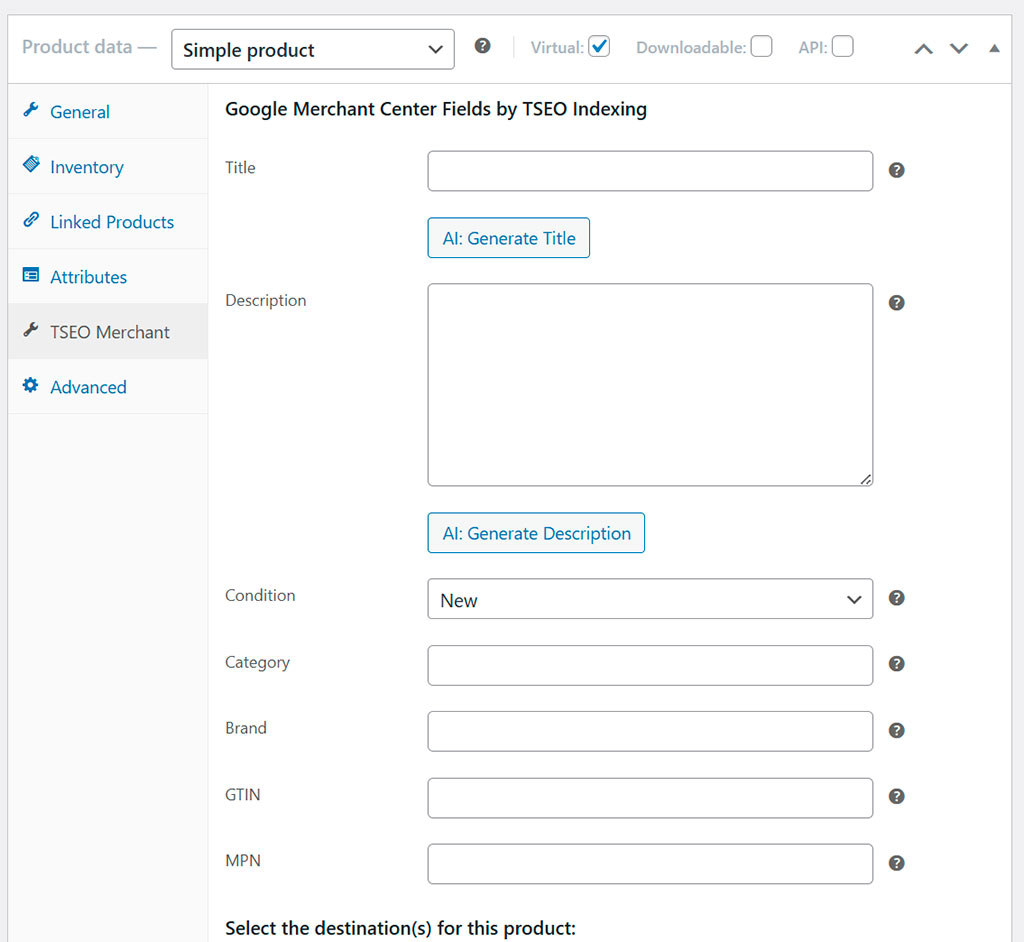 Product data — Simple product Virtual: Downloadable: API:
General
Inventory
Linked Products
Attributes
TSEO Merchant
Advanced
Google Merchant Center Fields by TSEO Indexing
Title
AI: Generate Title
Description
AI: Generate Description
Condition New
Category
Brand
GTIN
MPN
Select the destination(s) for this product: